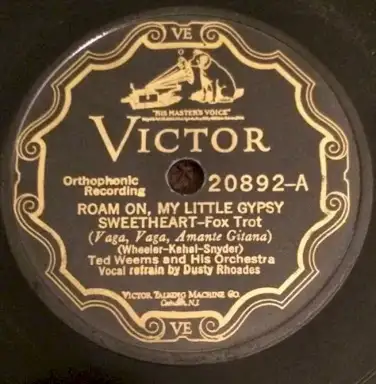 VE
"HIS MASTER'S VOICE"
VICTOR
Orthophonic
Recording
20892-A
ROAM ON, MY LITTLE GYPSY
SWEETHEART-Fox Trot
(Vaga, Vaga, Amante Gitana)
(Wheeler-Kahal-Snyder)
Ted Weems and His Orchestra
Vocal refrain by Dusty Rhoades
VICTOR TALKING MACHINE CO.
Camden, N.J.
VE